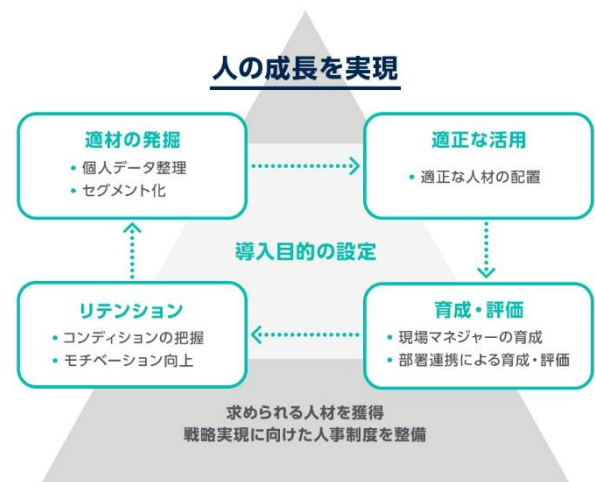 人の成長を実現
適材の発掘
• 個人データ整理
• セグメント化
適正な活用
• 適正な人材の配置
導入目的の設定
リテンション
• コンディションの把握
• モチベーション向上
育成・評価
• 現場マネジャーの育成
• 部署連携による育成・評価
求められる人材を獲得
戦略実現に向けた人事制度を整備